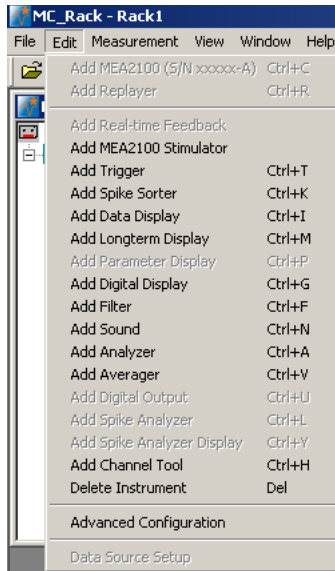 MC_Rack - Rack1
File Edit Measurement View Window Help
Add MEA2100 (S/N xxxxx-A) Ctrl+C
Add Replayer Ctrl+R
Add Real-time Feedback
Add MEA2100 Stimulator
Add Trigger Ctrl+T
Add Spike Sorter Ctrl+K
Add Data Display Ctrl+I
Add Longterm Display Ctrl+M
Add Parameter Display Ctrl+P
Add Digital Display Ctrl+G
Add Filter Ctrl+F
Add Sound Ctrl+N
Add Analyzer Ctrl+A
Add Averager Ctrl+V
Add Digital Output Ctrl+U
Add Spike Analyzer Ctrl+L
Add Spike Analyzer Display Ctrl+Y
Add Channel Tool Ctrl+H
Delete Instrument Del
Advanced Configuration
Data Source Setup